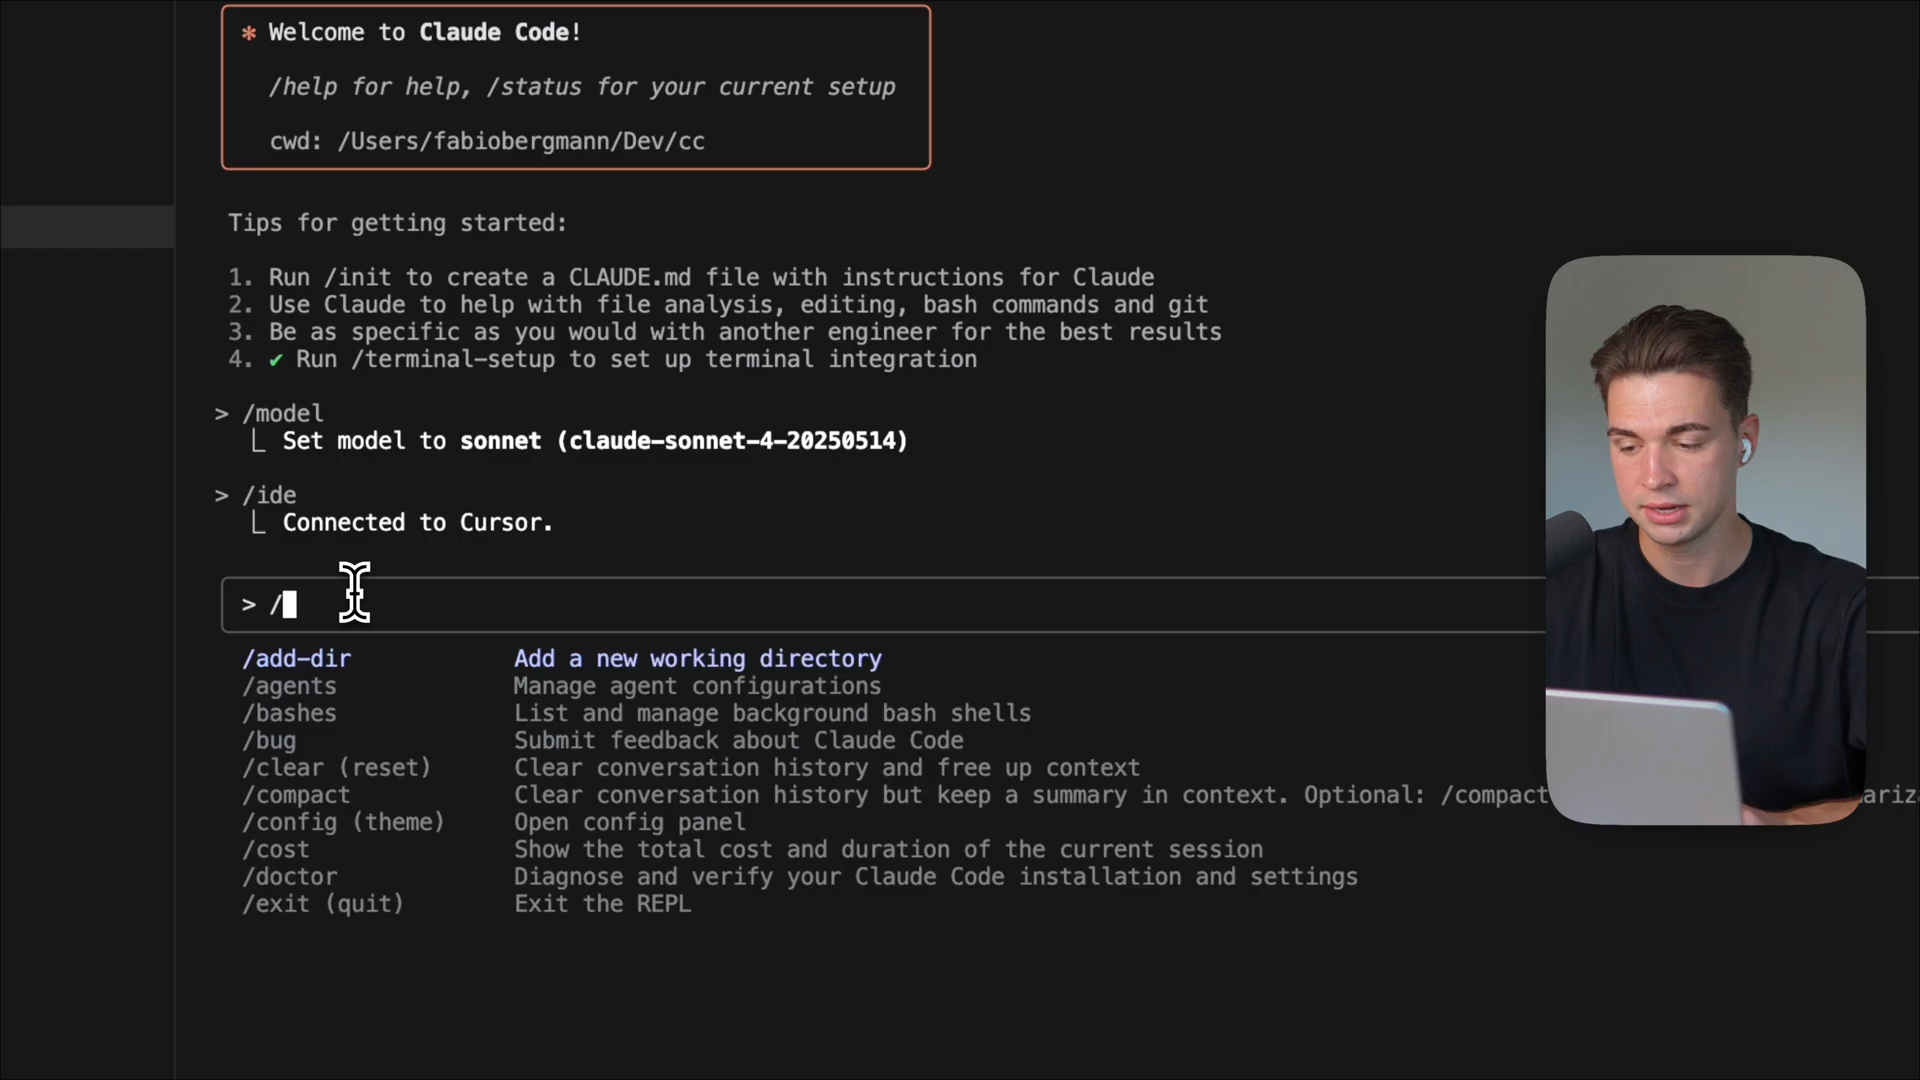 * Welcome to Claude Code!
/help for help, /status for your current setup
cwd: /Users/fabiobergmann/Dev/cc
Tips for getting started:
1. Run /init to create a CLAUDE.md file with instructions for Claude
2. Use Claude to help with file analysis, editing, bash commands and git
3. Be as specific as you would with another engineer for the best results
4. ✔ Run /terminal-setup to set up terminal integration
> /model
⎿ Set model to sonnet (claude-sonnet-4-20250514)
> /ide
⎿ Connected to Cursor.
> /
/add-dir Add a new working directory
/agents Manage agent configurations
/bashes List and manage background bash shells
/bug Submit feedback about Claude Code
/clear (reset) Clear conversation history and free up context
/compact Clear conversation history but keep a summary in context. Optional: /compact
/config (theme) Open config panel
/cost Show the total cost and duration of the current session
/doctor Diagnose and verify your Claude Code installation and settings
/exit (quit) Exit the REPL